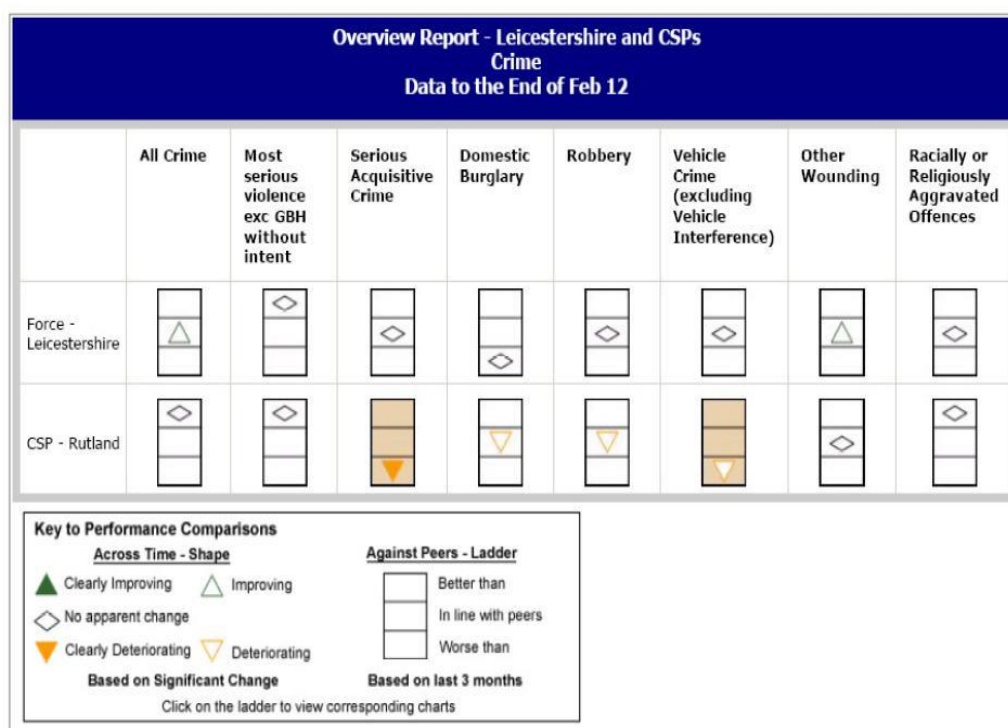 Overview Report - Leicestershire and CSPs
Crime
Data to the End of Feb 12
All Crime
Most
serious
violence
exc GBH
without
intent
Serious
Acquisitive
Crime
Domestic
Burglary
Robbery
Vehicle
Crime
(excluding
Vehicle
Interference)
Other
Wounding
Racially or
Religiously
Aggravated
Offences
Force -
Leicestershire
CSP - Rutland
Key to Performance Comparisons
Across Time - Shape
Against Peers - Ladder
Clearly Improving
Improving
Better than
No apparent change
In line with peers
Clearly Deteriorating
Deteriorating
Worse than
Based on Significant Change
Based on last 3 months
Click on the ladder to view corresponding charts